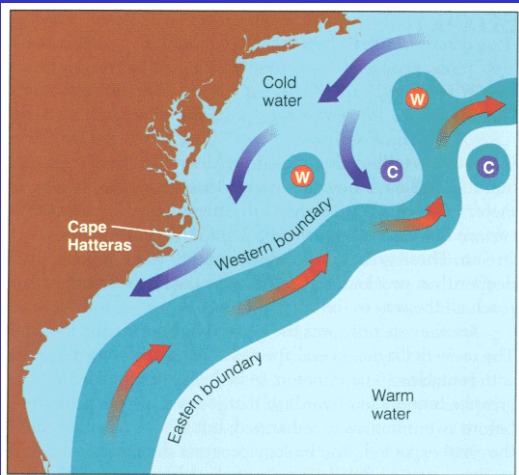 Cold
water
W
W
C
C
Cape
Hatteras
Western boundary
Eastern boundary
Warm
water